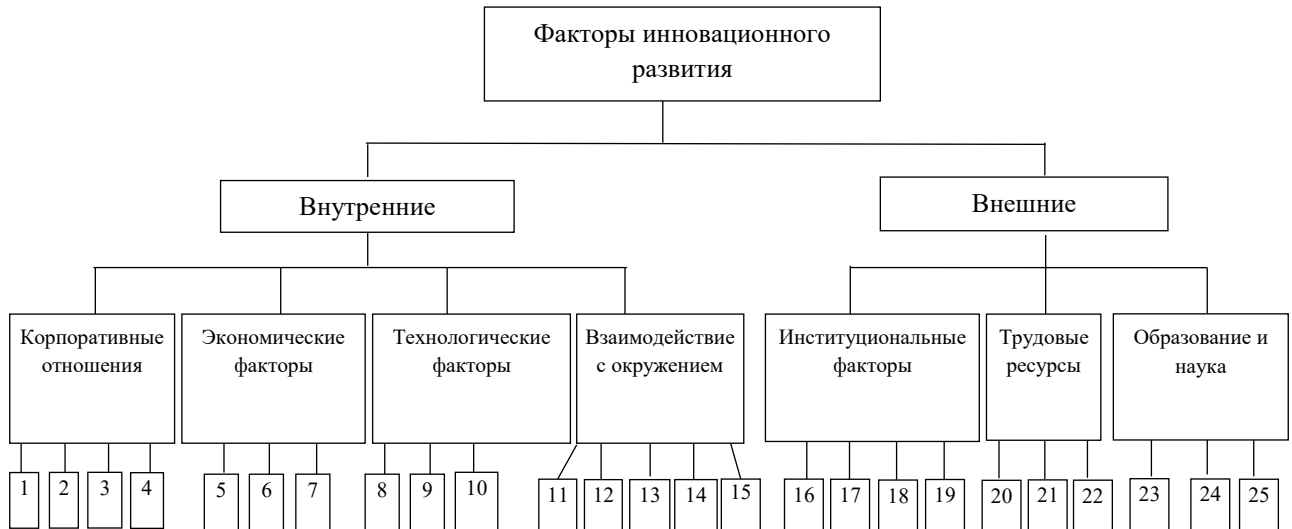 Факторы инновационного
развития
Внутренние
Внешние
Корпоративные
отношения
Экономические
факторы
Технологические
факторы
Взаимодействие
с окружением
Институциональные
факторы
Трудовые
ресурсы
Образование и
наука
1 2 3 4 5 6 7 8 9 10 11 12 13 14 15 16 17 18 19 20 21 22 23 24 25